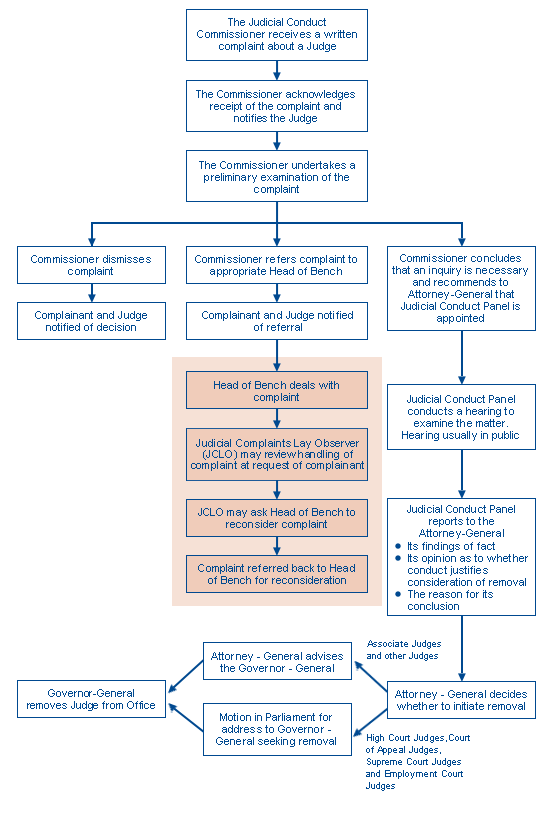 The Judicial Conduct
Commissioner receives a written
complaint about a Judge
The Commissioner acknowledges
receipt of the complaint and
notifies the Judge
The Commissioner undertakes a
preliminary examination of the
complaint
Commissioner dismisses
complaint
Complainant and Judge
notified of decision
Commissioner refers complaint to
appropriate Head of Bench
Complainant and Judge notified
of referral
Head of Bench deals with
complaint
Judicial Complaints Lay Observer
(JCLO) may review handling of
complaint at request of complainant
JCLO may ask Head of Bench to
reconsider complaint
Complaint referred back to Head
of Bench for reconsideration
Commissioner concludes
that an inquiry is necessary
and recommends to
Attorney-General that
Judicial Conduct Panel is
appointed
Judicial Conduct Panel
conducts a hearing to
examine the matter.
Hearing usually in public
Judicial Conduct Panel
reports to the
Attorney-General
• Its findings of fact
• Its opinion as to whether
conduct justifies
consideration of removal
• The reason for its
conclusion
Attorney - General decides
whether to initiate removal
Associate Judges
and other Judges
Attorney - General advises
the Governor - General
High Court Judges, Court
of Appeal Judges,
Supreme Court Judges
and Employment Court
Judges
Motion in Parliament for
address to Governor -
General seeking removal
Governor-General
removes Judge from Office